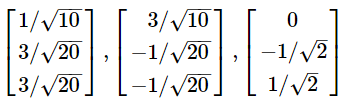 [1/√10, 3/√10, 0
3/√20, , -1/√20, , -1/√2
3/√20] -1/√20] 1/√2]